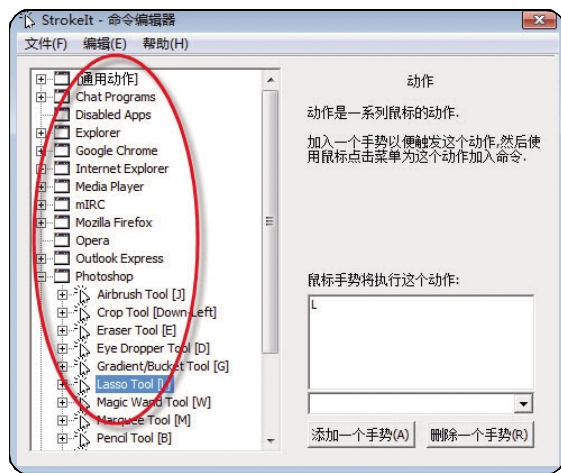 StrokeIt - 命令编辑器
文件(F) 编辑(E) 帮助(H)
[通用动作]
Chat Programs
Disabled Apps
Explorer
Google Chrome
Internet Explorer
Media Player
mIRC
Mozilla Firefox
Opera
Outlook Express
Photoshop
Airbrush Tool [J]
Crop Tool [Down-Left]
Eraser Tool [E]
Eye Dropper Tool [D]
Gradient/Bucket Tool [G]
Lasso Tool [L]
Magic Wand Tool [W]
Marquee Tool [M]
Pencil Tool [B]
动作
动作是一系列鼠标的动作.
加入一个手势以便触发这个动作,然后使
用鼠标点击菜单为这个动作加入命令.
鼠标手势将执行这个动作:
L
添加一个手势(A) 删除一个手势(R)